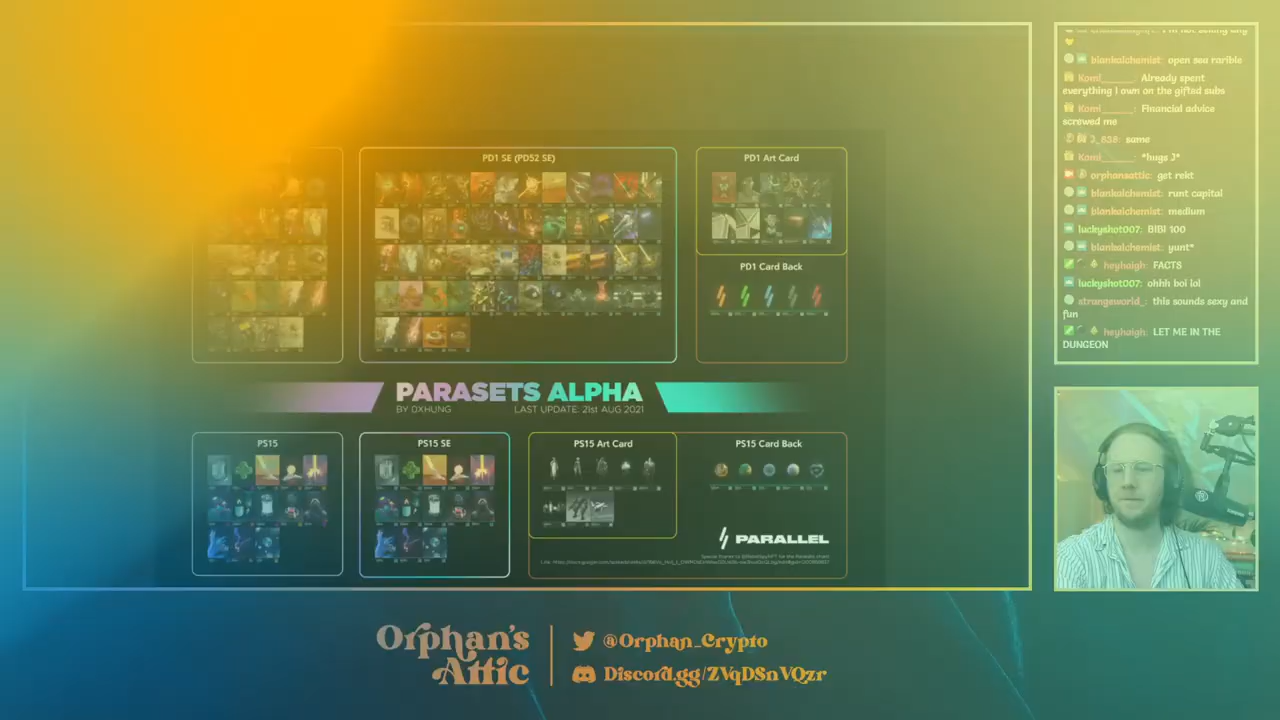 PD1 SE (PD52 SE)
PD1 Art Card
PD1 Card Back
PARASETS ALPHA
BY 0XHUNG
LAST UPDATE: 21st AUG 2021
PS15
PS15 SE
PS15 Art Card
PS15 Card Back
PARALLEL
blankalchemist: open sea rarible
Komi______: Already spent
everything I own on the gifted subs
Komi______: Financial advice
screwed me
J_838: same
Komi______: *hugs J*
orphansattic: get rekt
blankalchemist: runt capital
blankalchemist: medium
luckyshot007: BIBI 100
blankalchemist: yunt*
heyhaigh: FACTS
luckyshot007: ohhh boi lol
strangeworld_: this sounds sexy and
fun
heyhaigh: LET ME IN THE
DUNGEON
Orphan's
Attic
@Orphan_Crypto
Discord.gg/ZVqDSnVQzr